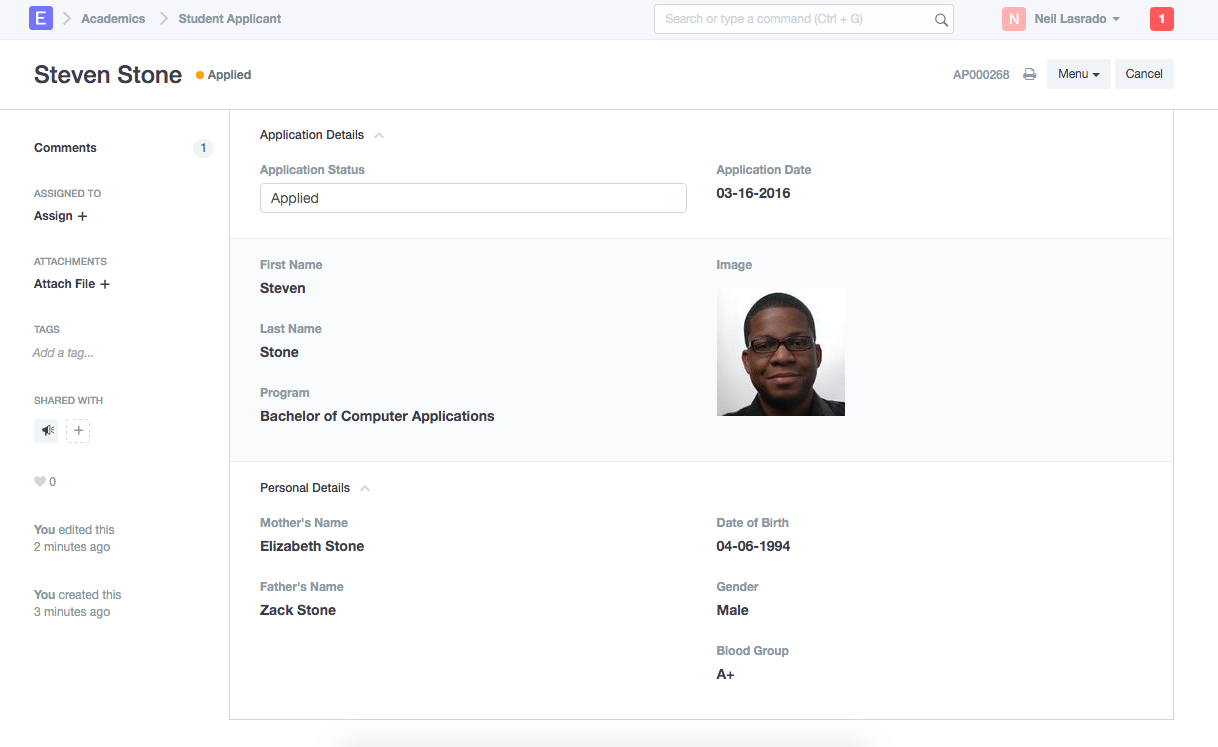 E Academics Student Applicant Search or type a command (Ctrl + G) N Neil Lasrado 1
Steven Stone Applied AP000268 Menu Cancel
Comments 1
ASSIGNED TO
Assign +
ATTACHMENTS
Attach File +
TAGS
Add a tag...
SHARED WITH
+
0
You edited this
2 minutes ago
You created this
3 minutes ago
Application Details
Application Status
Applied
Application Date
03-16-2016
First Name
Steven
Last Name
Stone
Program
Bachelor of Computer Applications
Image
Personal Details
Mother's Name
Elizabeth Stone
Father's Name
Zack Stone
Date of Birth
04-06-1994
Gender
Male
Blood Group
A+